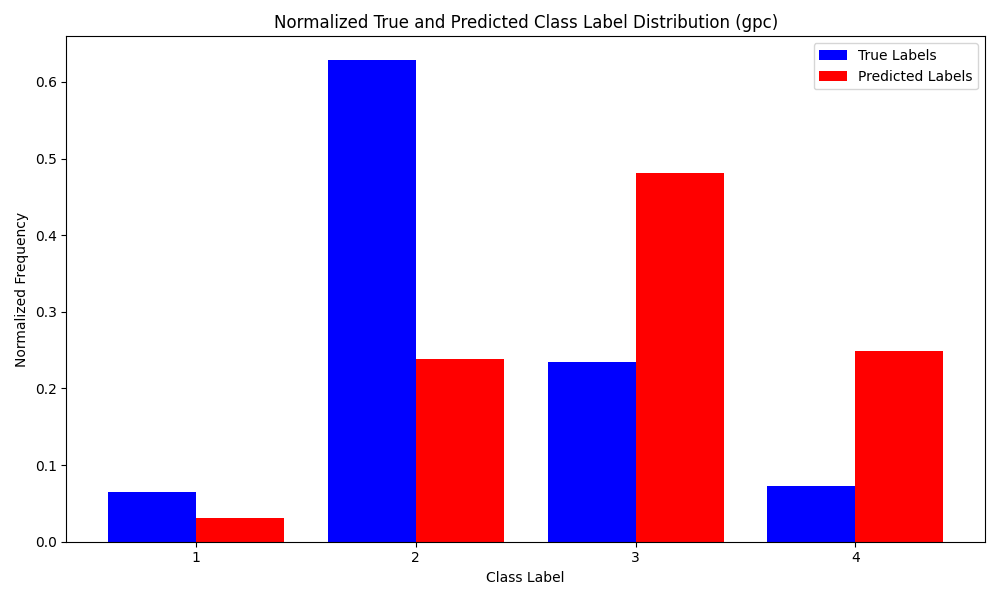 Normalized True and Predicted Class Label Distribution (gpc)
True Labels
Predicted Labels
Normalized Frequency
0.6
0.5
0.4
0.3
0.2
0.1
0.0
1
2
3
4
Class Label